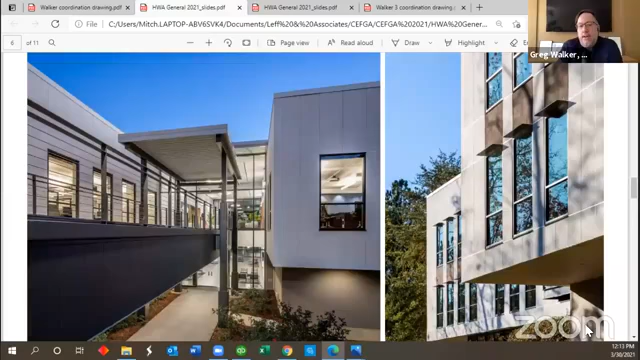 Walker coordination drawing.pdf
HWA General 2021_slides.pdf
HWA General 2021_slides.pdf
Walker 3 coordination drawing.
File
C:/Users/Mitch.LAPTOP-ABV6SVK4/Documents/Leff%20&%20Associates/CEFGA/CEFGA%202021/HWA%20Gener...
6
of 11
Page view
Read aloud
Draw
Highlight
Erase
Greg Walker, ...
zoom
12:13 PM
3/30/2021